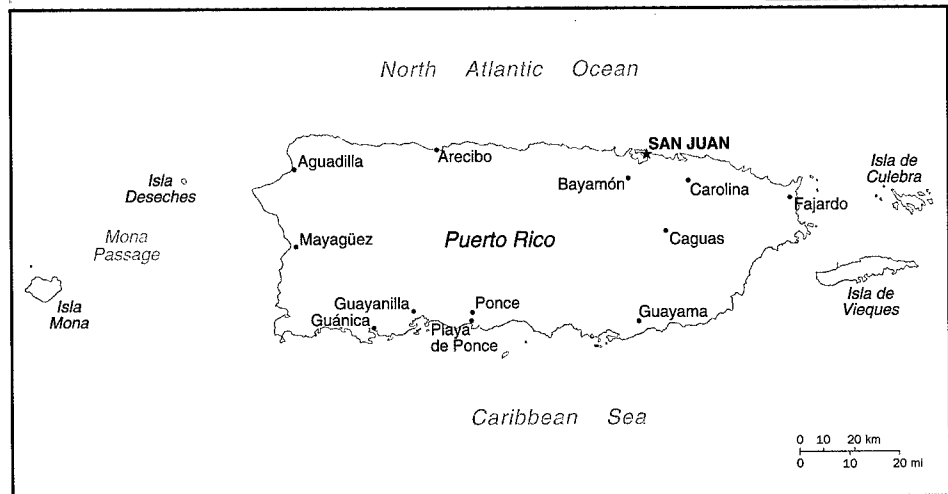 North Atlantic Ocean
SAN JUAN
Aguadilla
Arecibo
Isla de
Culebra
Isla
Deseches
Bayamón
Carolina
Fajardo
Mona
Passage
Mayagüez
Puerto Rico
Caguas
Isla
Mona
Guayanilla
Ponce
Guánica
Playa
de Ponce
Guayama
Isla de
Vieques
Caribbean Sea
0 10 20 km
0 10 20 mi